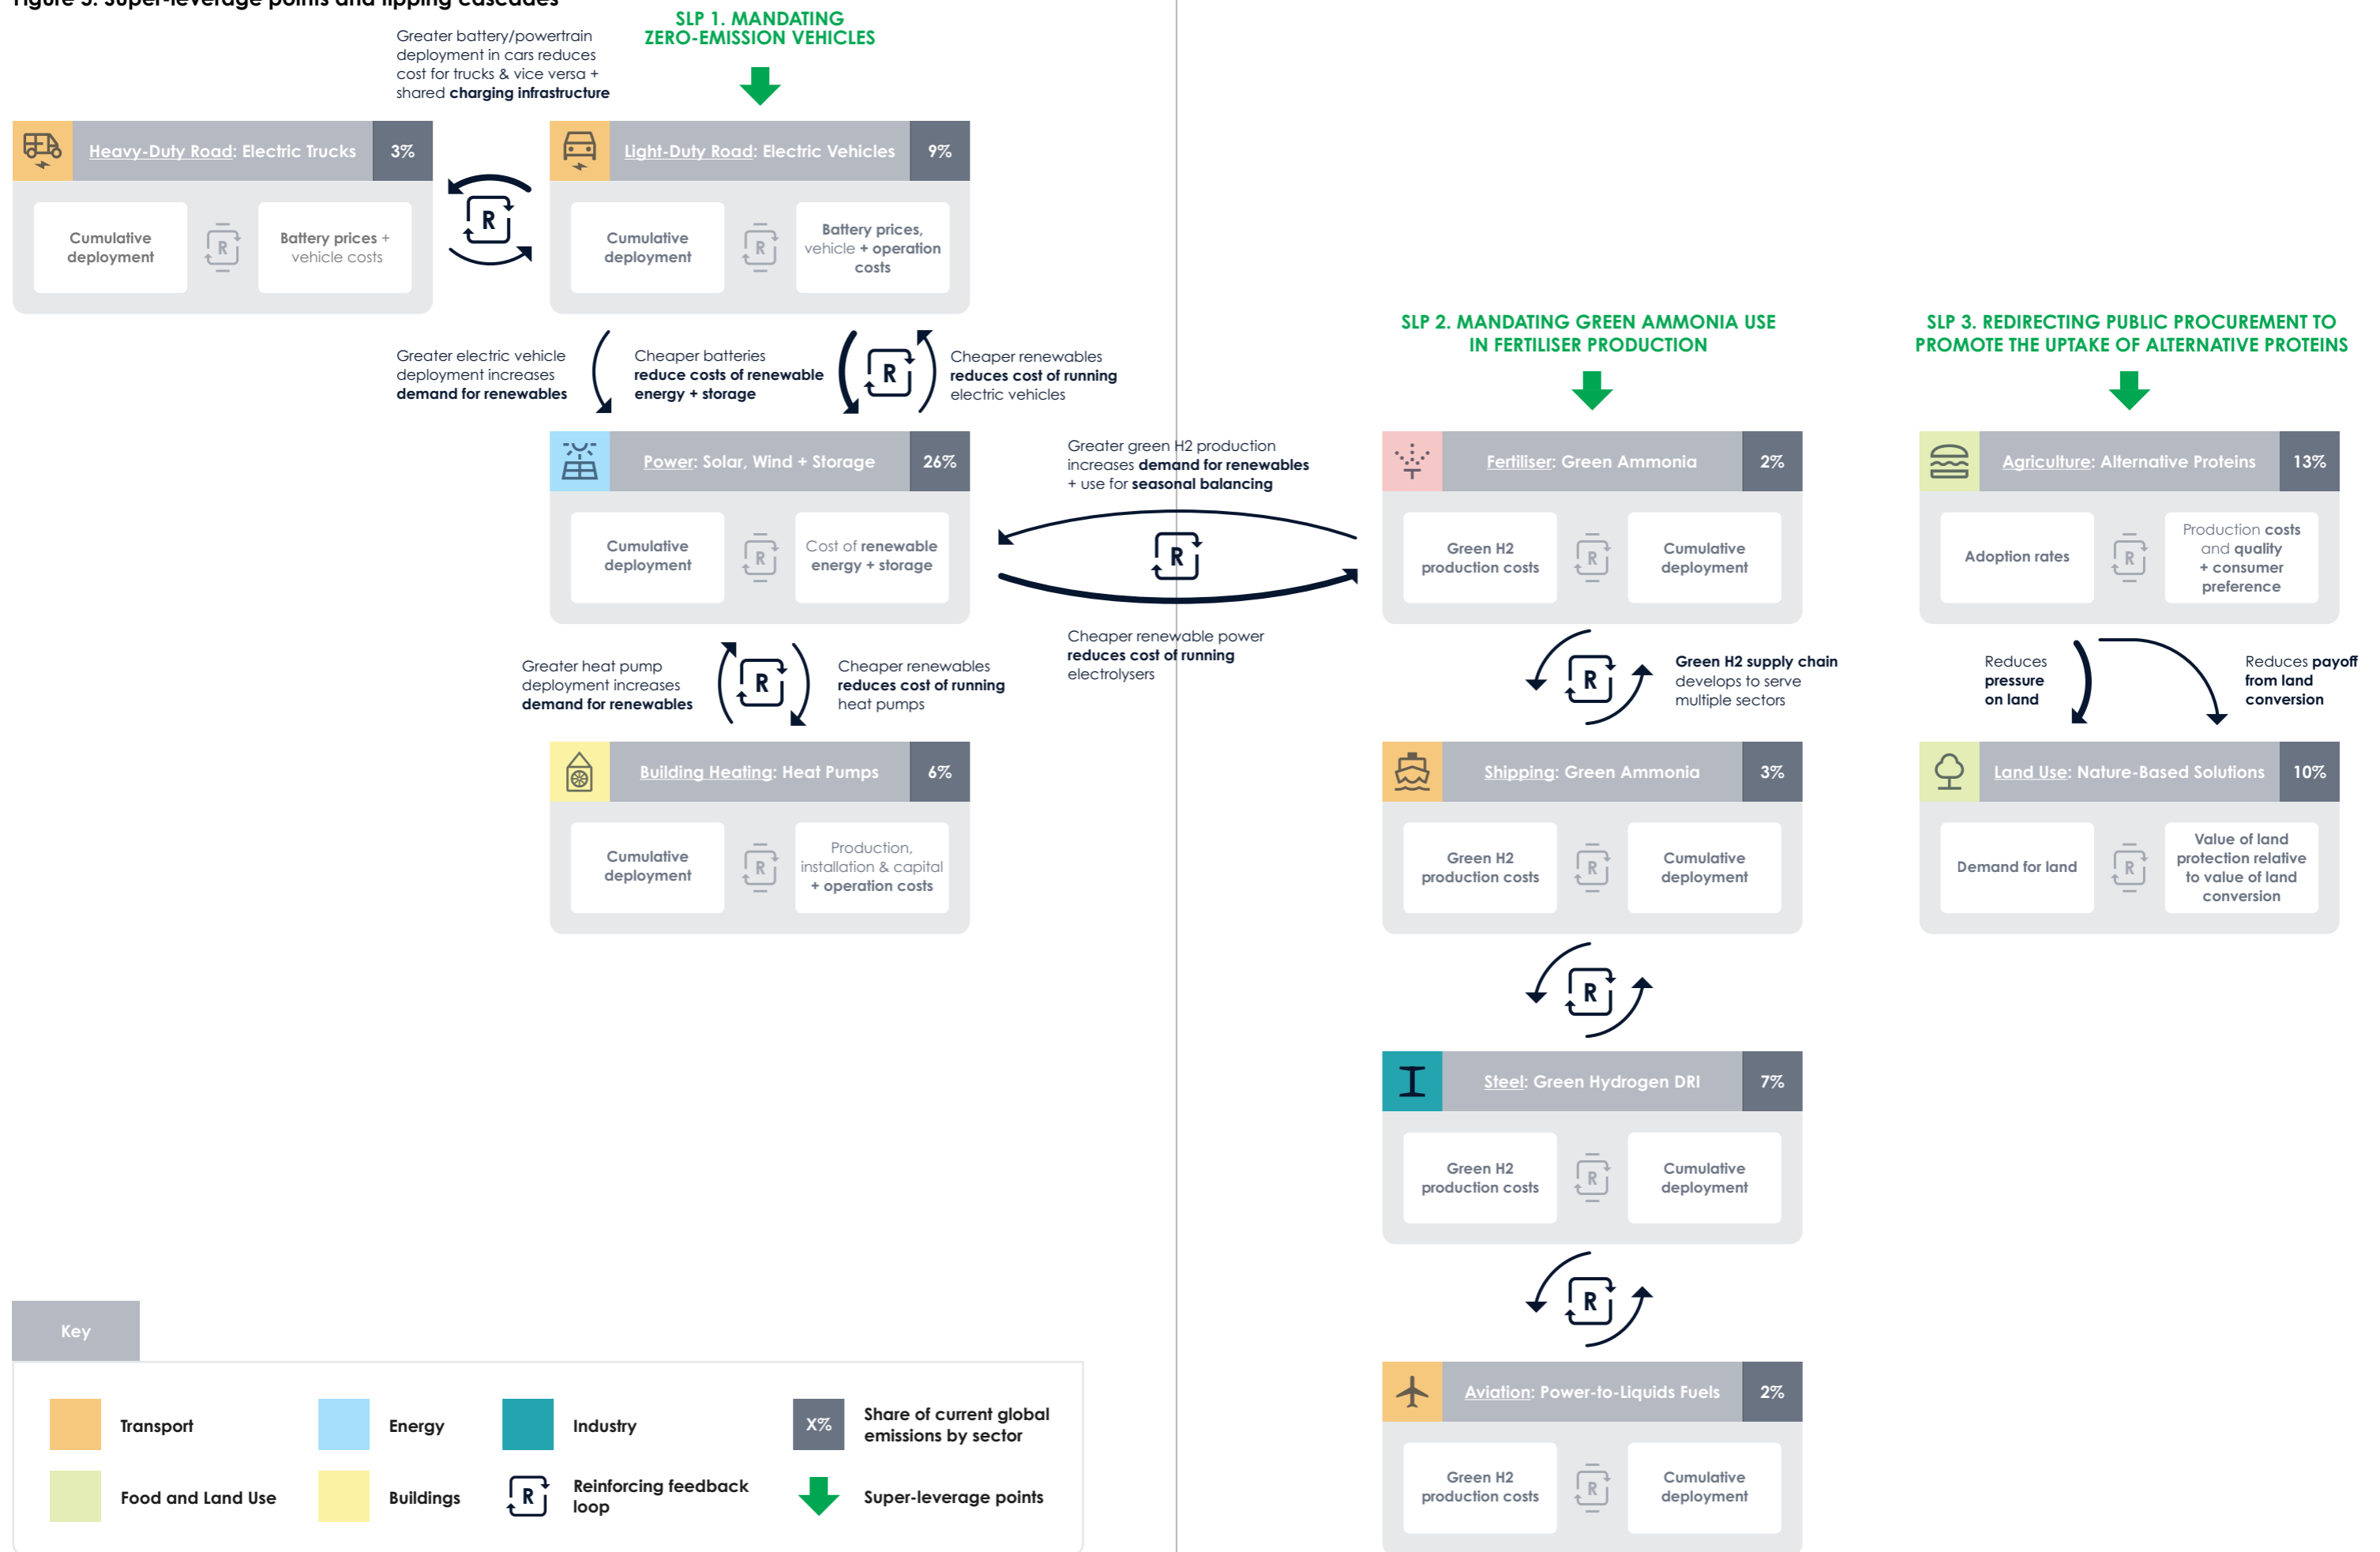 Figure 3: Super-leverage points and tipping cascades
SLP 1. MANDATING
ZERO-EMISSION VEHICLES
Greater battery/powertrain
deployment in cars reduces
cost for trucks & vice versa +
shared charging infrastructure
Heavy-Duty Road: Electric Trucks
3%
Cumulative
deployment
R
Battery prices +
vehicle costs
R
Light-Duty Road: Electric Vehicles
9%
Cumulative
deployment
R
Battery prices,
vehicle + operation
costs
Greater electric vehicle
deployment increases
demand for renewables
Cheaper batteries
reduce costs of renewable
energy + storage
R
Cheaper renewables
reduces cost of running
electric vehicles
Power: Solar, Wind + Storage
26%
Cumulative
deployment
R
Cost of renewable
energy + storage
Greater heat pump
deployment increases
demand for renewables
R
Cheaper renewables
reduces cost of running
heat pumps
Building Heating: Heat Pumps
6%
Cumulative
deployment
R
Production,
installation & capital
+ operation costs
Greater green H2 production
increases demand for renewables
+ use for seasonal balancing
R
Cheaper renewable power
reduces cost of running
electrolysers
SLP 2. MANDATING GREEN AMMONIA USE
IN FERTILISER PRODUCTION
Fertiliser: Green Ammonia
2%
Green H2
production costs
R
Cumulative
deployment
R
Green H2 supply chain
develops to serve
multiple sectors
Shipping: Green Ammonia
3%
Green H2
production costs
R
Cumulative
deployment
R
Steel: Green Hydrogen DRI
7%
Green H2
production costs
R
Cumulative
deployment
R
Aviation: Power-to-Liquids Fuels
2%
Green H2
production costs
R
Cumulative
deployment
SLP 3. REDIRECTING PUBLIC PROCUREMENT TO
PROMOTE THE UPTAKE OF ALTERNATIVE PROTEINS
Agriculture: Alternative Proteins
13%
Adoption rates
R
Production costs
and quality
+ consumer
preference
Reduces
pressure
on land
Reduces payoff
from land
conversion
Land Use: Nature-Based Solutions
10%
Demand for land
R
Value of land
protection relative
to value of land
conversion
Key
Transport
Energy
Industry
X%
Share of current global
emissions by sector
Food and Land Use
Buildings
R
Reinforcing feedback
loop
Super-leverage points